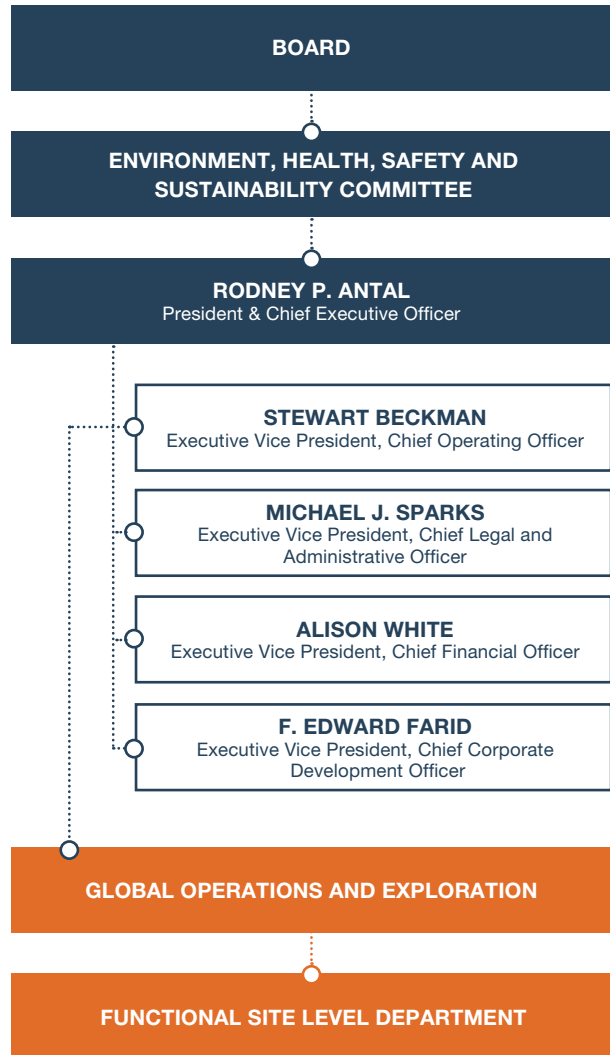 BOARD
ENVIRONMENT, HEALTH, SAFETY AND
SUSTAINABILITY COMMITTEE
RODNEY P. ANTAL
President & Chief Executive Officer
STEWART BECKMAN
Executive Vice President, Chief Operating Officer
MICHAEL J. SPARKS
Executive Vice President, Chief Legal and
Administrative Officer
ALISON WHITE
Executive Vice President, Chief Financial Officer
F. EDWARD FARID
Executive Vice President, Chief Corporate
Development Officer
GLOBAL OPERATIONS AND EXPLORATION
FUNCTIONAL SITE LEVEL DEPARTMENT